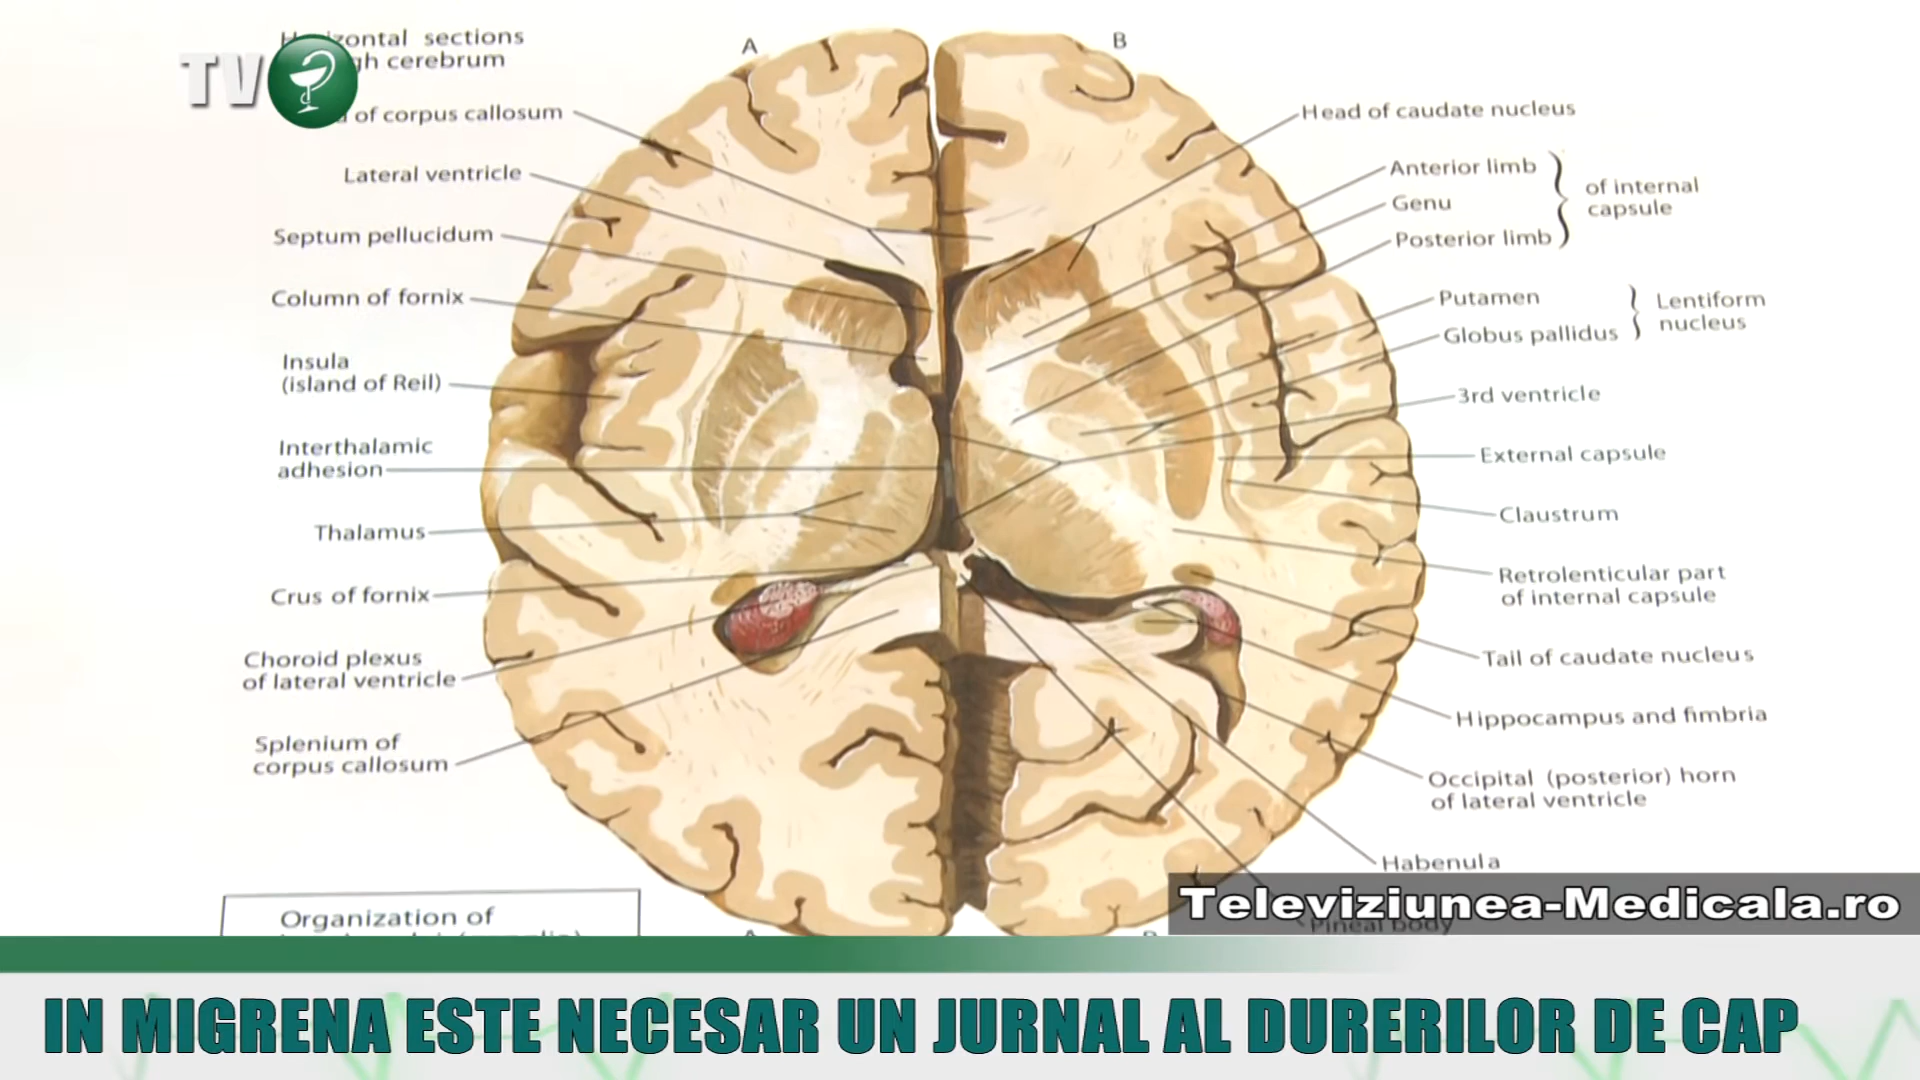 TV
sections
cerebrum
A
B
of corpus callosum
Lateral ventricle
Septum pellucidum
Column of fornix
Insula
(island of Reil)
Interthalamic
adhesion
Thalamus
Crus of fornix
Choroid plexus
of lateral ventricle
Splenium of
corpus callosum
Head of caudate nucleus
Anterior limb
Genu
Posterior limb
of internal
capsule
Putamen
Globus pallidus
Lentiform
nucleus
3rd ventricle
External capsule
Claustrum
Retrolenticular part
of internal capsule
Tail of caudate nucleus
Hippocampus and fimbria
Occipital (posterior) horn
of lateral ventricle
Habenula
Pineal body
Organization of
Televiziunea-Medicala.ro
IN MIGRENA ESTE NECESAR UN JURNAL AL DURERILOR DE CAP